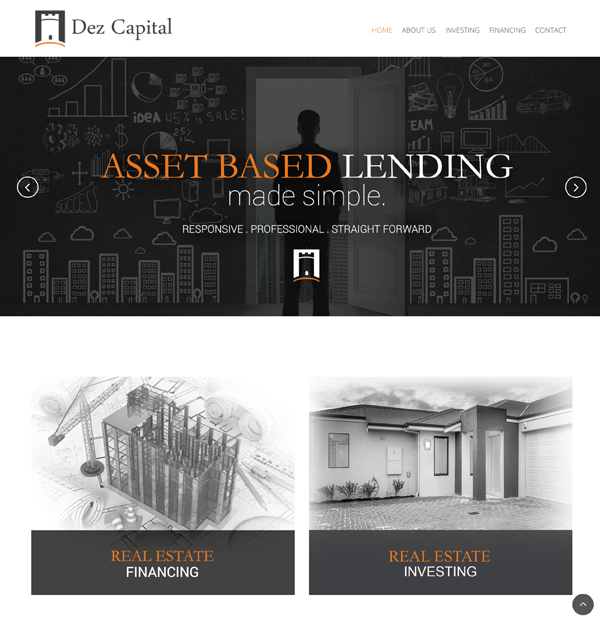 Dez Capital
HOME ABOUT US INVESTING FINANCING CONTACT
IDEA 45% is SALE!
TEAM
ASSET BASED LENDING
made simple.
RESPONSIVE . PROFESSIONAL . STRAIGHT FORWARD
REAL ESTATE
FINANCING
REAL ESTATE
INVESTING